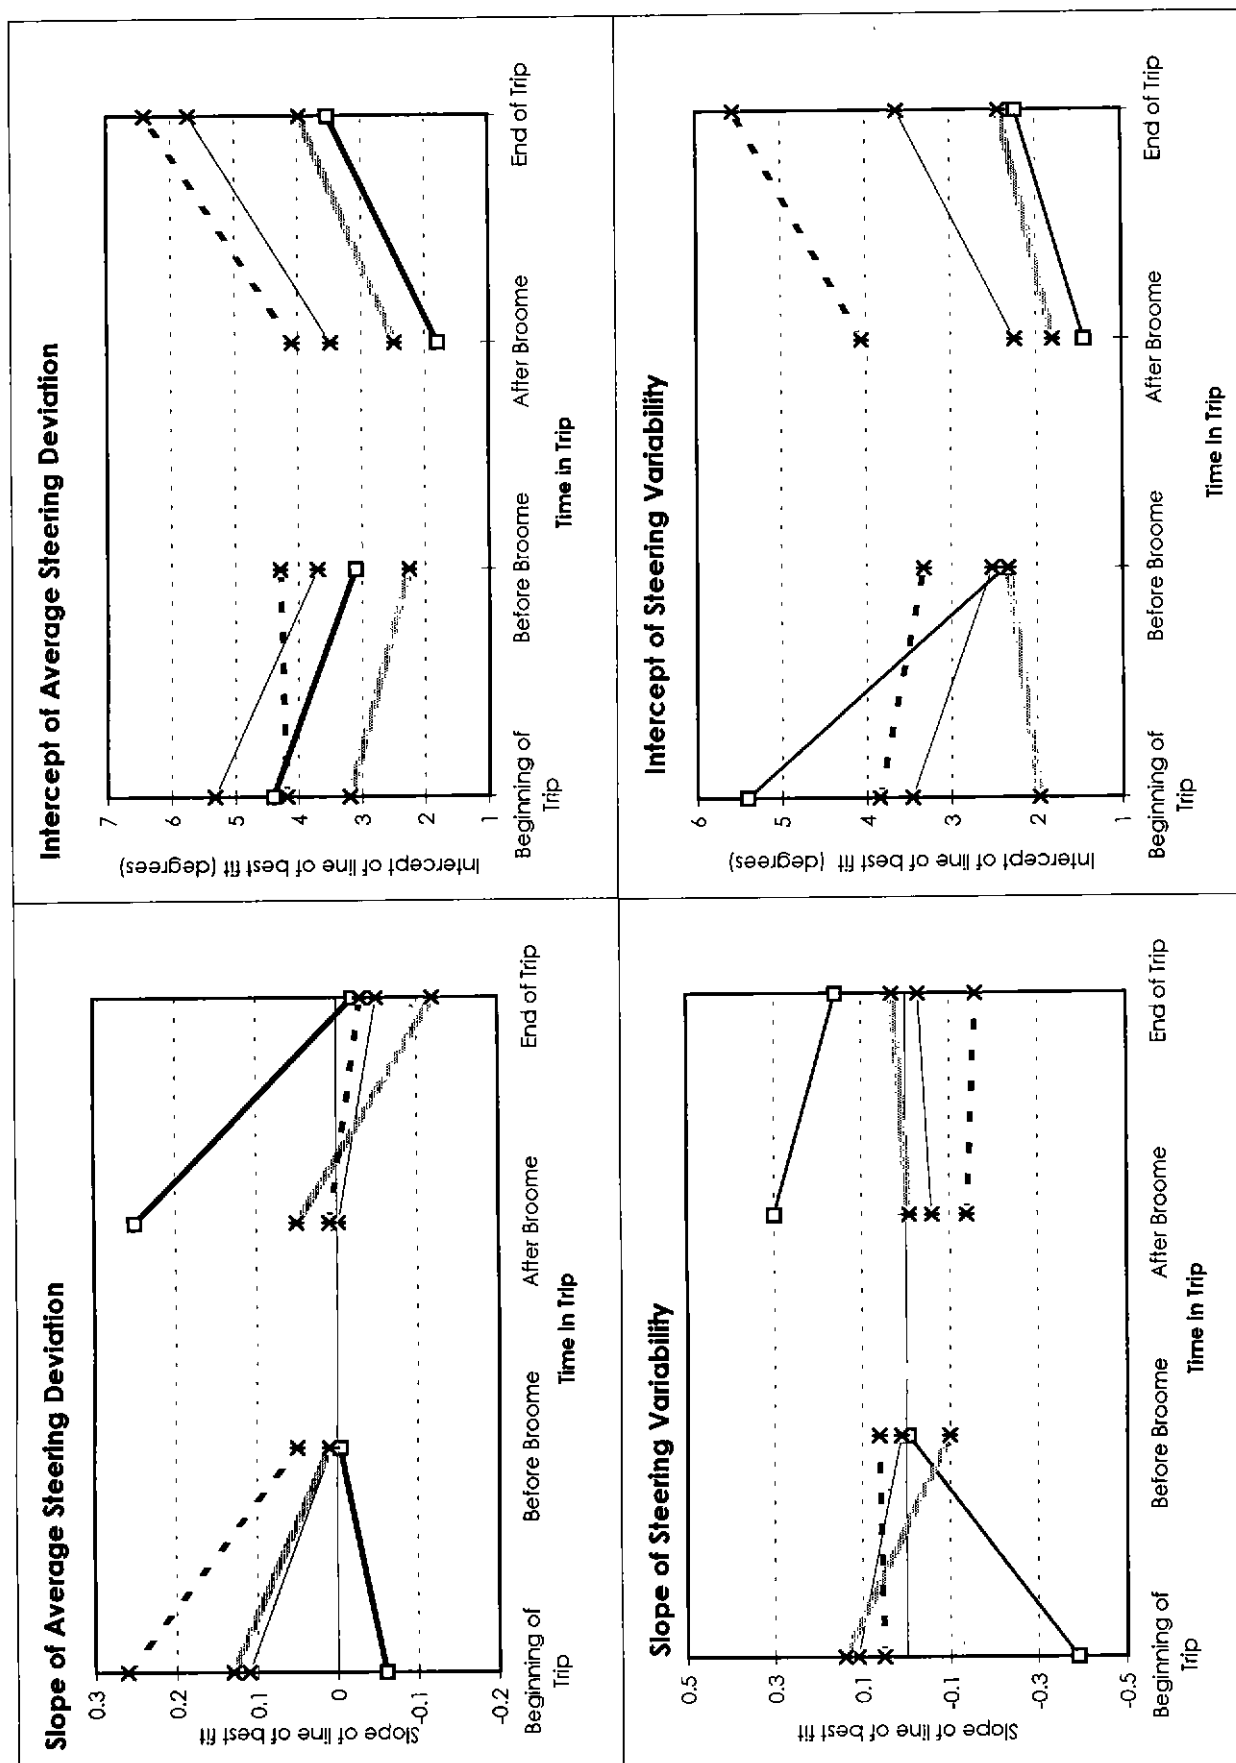 Slope of Average Steering Deviation
Slope of line of best fit
0.3
0.2
0.1
0
-0.1
-0.2
Beginning of
Trip
Before Broome
After Broome
End of Trip
Time in Trip
Intercept of Average Steering Deviation
Intercept of line of best fit (degrees)
7
6
5
4
3
2
1
Beginning of
Trip
Before Broome
After Broome
End of Trip
Time in Trip
Slope of Steering Variability
Slope of line of best fit
0.5
0.3
0.1
-0.1
-0.3
-0.5
Beginning of
Trip
Before Broome
After Broome
End of Trip
Time In Trip
Intercept of Steering Variability
Intercept of line of best fit (degrees)
6
5
4
3
2
1
Beginning of
Trip
Before Broome
After Broome
End of Trip
Time In Trip